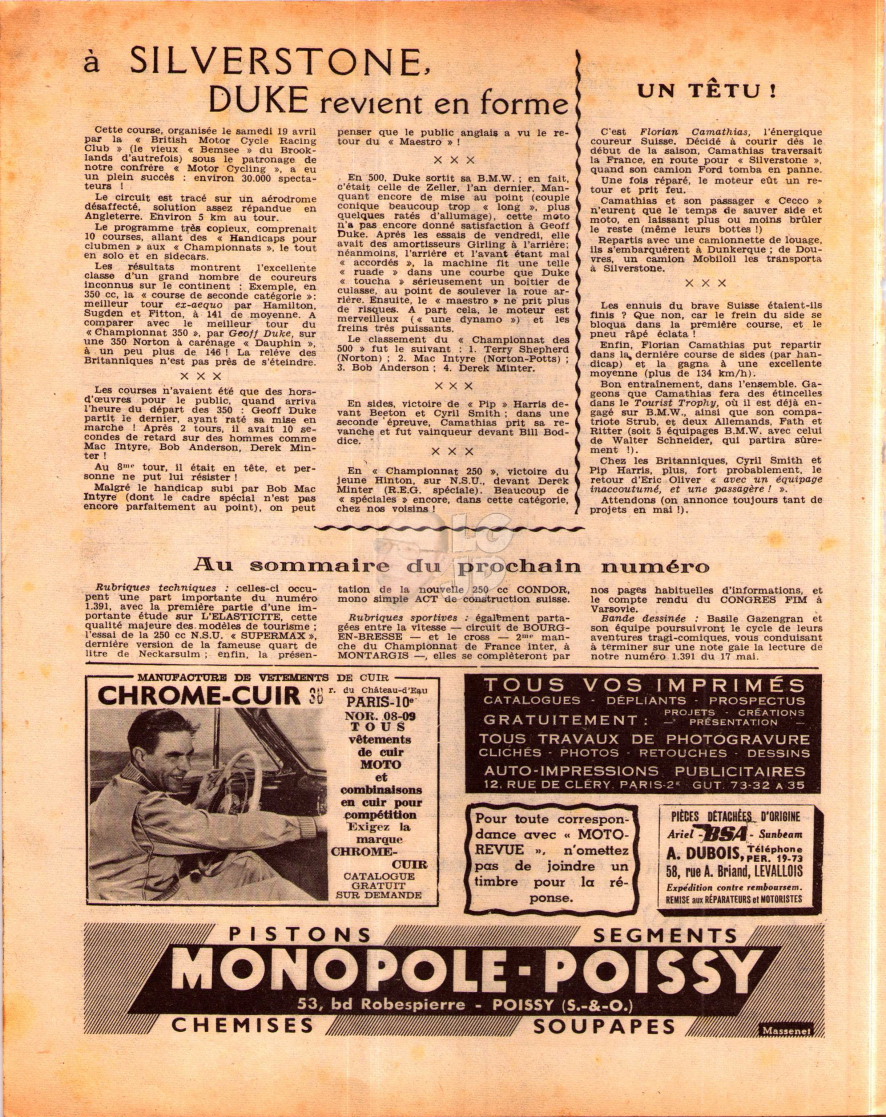 à SILVERSTONE,
DUKE revient en forme
Cette course, organisée le samedi 19 avril
par la « British Motor Cycle Racing
Club » (le vieux « Bemsee » du Brook-
lands d'autrefois) sous le patronage de
notre confrère « Motor Cycling », a eu
un plein succès : environ 30.000 specta-
teurs !
Le circuit est tracé sur un aérodrome
désaffecté, solution assez répandue en
Angleterre. Environ 5 km au tour.
Le programme très copieux, comprenait
10 courses, allant des « Handicaps pour
clubmen » aux « Championnats », le tout
en solo et en sidecars.
Les résultats montrent l'excellente
classe d'un grand nombre de coureurs
inconnus sur le continent : Exemple, en
350 cc, la « course de seconde catégorie »:
meilleur tour ex-aequo par Hamilton,
Sugden et Fitton, à 141 de moyenne. A
comparer avec le meilleur tour du
« Championnat 350 », par Geoff Duke, sur
une 350 Norton à carénage « Dauphin »,
à un peu plus de 146 ! La relève des
Britanniques n'est pas près de s'éteindre.
× × ×
Les courses n'avaient été que des hors-
d'œuvres pour le public, quand arriva
l'heure du départ des 350 : Geoff Duke
partit le dernier, ayant raté sa mise en
marche ! Après 2 tours, il avait 10 se-
condes de retard sur des hommes comme
Mac Intyre, Bob Anderson, Derek Min-
ter !
Au 8me tour, il était en tête, et per-
sonne ne put lui résister !
Malgré le handicap subi par Bob Mac
Intyre (dont le cadre spécial n'est pas
encore parfaitement au point), on peut
penser que le public anglais a vu le re-
tour du « Maestro » !
× × ×
En 500, Duke sortit sa B.M.W. ; en fait,
c'était celle de Zeller, l'an dernier. Man-
quant encore de mise au point (couple
conique beaucoup trop « long », plus
quelques ratés d'allumage), cette moto
n'a pas encore donné satisfaction à Geoff
Duke. Après les essais de vendredi, elle
avait des amortisseurs Girling à l'arrière;
néanmoins, l'arrière et l'avant étant mal
« accordés », la machine fit une telle
« ruade » dans une courbe que Duke
« toucha » sérieusement un boitier de
culasse, au point de soulever la roue ar-
rière. Ensuite, le « maestro » ne prit plus
de risques. A part cela, le moteur est
merveilleux (« une dynamo ») et les
freins très puissants.
Le classement du « Championnat des
500 » fut le suivant : 1. Terry Shepherd
(Norton) ; 2. Mac Intyre (Norton-Potts) ;
3. Bob Anderson ; 4. Derek Minter.
× × ×
En sides, victoire de « Pip » Harris de-
vant Beeton et Cyril Smith ; dans une
seconde épreuve, Camathias prit sa re-
vanche et fut vainqueur devant Bill Bod-
dice.
× × ×
En « Championnat 250 », victoire du
jeune Hinton, sur N.S.U., devant Derek
Minter (R.E.G. spéciale). Beaucoup de
« spéciales » encore, dans cette catégorie,
chez nos voisins !
UN TÊTU !
C'est Florian Camathias, l'énergique
coureur Suisse. Décidé à courir dès le
début de la saison, Camathias traversait
la France, en route pour « Silverstone »,
quand son camion Ford tomba en panne.
Une fois réparé, le moteur eût un re-
tour et prit feu.
Camathias et son passager « Cecco »
n'eurent que le temps de sauver side et
moto, en laissant plus ou moins brûler
le reste (même leurs bottes !)
Repartis avec une camionnette de louage,
ils s'embarquèrent à Dunkerque ; de Dou-
vres, un camion Mobiloil les transporta
à Silverstone.
× × ×
Les ennuis du brave Suisse étaient-ils
finis ? Que non, car le frein du side se
bloqua dans la première course, et le
pneu râpé éclata !
Enfin, Florian Camathias put repartir
dans la dernière course de sides (par han-
dicap) et la gagna à une excellente
moyenne (plus de 134 km/h).
Bon entraînement, dans l'ensemble. Ga-
geons que Camathias fera des étincelles
dans le Tourist Trophy, où il est déjà en-
gagé sur B.M.W., ainsi que son compa-
triote Strub, et deux Allemands, Fath et
Ritter (soit 5 équipages B.M.W. avec celui
de Walter Schneider, qui partira sûre-
ment !).
Chez les Britanniques, Cyril Smith et
Pip Harris, plus, fort probablement, le
retour d'Eric Oliver « avec un équipage
inaccoutumé, et une passagère ! ».
Attendons (on annonce toujours tant de
projets en mai !).
Au sommaire du prochain numéro
Rubriques techniques : celles-ci occu-
pent une part importante du numéro
1.391, avec la première partie d'une im-
portante étude sur L'ELASTICITE, cette
qualité majeure des modèles de tourisme ;
l'essai de la 250 cc N.S.U. « SUPERMAX »,
dernière version de la fameuse quart de
litre de Neckarsulm ; enfin, la présen-
tation de la nouvelle 250 cc CONDOR,
mono simple ACT de construction suisse.
Rubriques sportives : également parta-
gées entre la vitesse — circuit de BOURG-
EN-BRESSE — et le cross — 2me man-
che du Championnat de France inter, à
MONTARGIS —, elles se complèteront par
nos pages habituelles d'informations, et
le compte rendu du CONGRES FIM à
Varsovie.
Bande dessinée : Basile Gazengran et
son équipe poursuivront le cycle de leurs
aventures tragi-comiques, vous conduisant
à terminer sur une note gaie la lecture de
notre numéro 1.391 du 17 mai.
MANUFACTURE DE VETEMENTS DE CUIR
CHROME-CUIR
r. du Château-d'Eau
PARIS-10e
NOR. 08-09
TOUS
vêtements
de cuir
MOTO
et
combinaisons
en cuir pour
compétition
Exigez la
marque
CHROME-
CUIR
CATALOGUE
GRATUIT
SUR DEMANDE
TOUS VOS IMPRIMÉS
CATALOGUES - DÉPLIANTS - PROSPECTUS
GRATUITEMENT : PROJETS - CRÉATIONS
— PRÉSENTATION —
TOUS TRAVAUX DE PHOTOGRAVURE
CLICHÉS - PHOTOS - RETOUCHES - DESSINS
AUTO-IMPRESSIONS PUBLICITAIRES
12, RUE DE CLÉRY, PARIS-2e GUT. 73-32 A 35
Pour toute correspon-
dance avec « MOTO-
REVUE », n'omettez
pas de joindre un
timbre pour la ré-
ponse.
PIÈCES DÉTACHÉES D'ORIGINE
Ariel - BSA - Sunbeam
A. DUBOIS, Téléphone
PER. 19-73
58, rue A. Briand, LEVALLOIS
Expédition contre remboursem.
REMISE aux RÉPARATEURS et MOTORISTES
PISTONS SEGMENTS
MONOPOLE-POISSY
53, bd Robespierre - POISSY (S.-&-O.)
CHEMISES SOUPAPES
Massenet